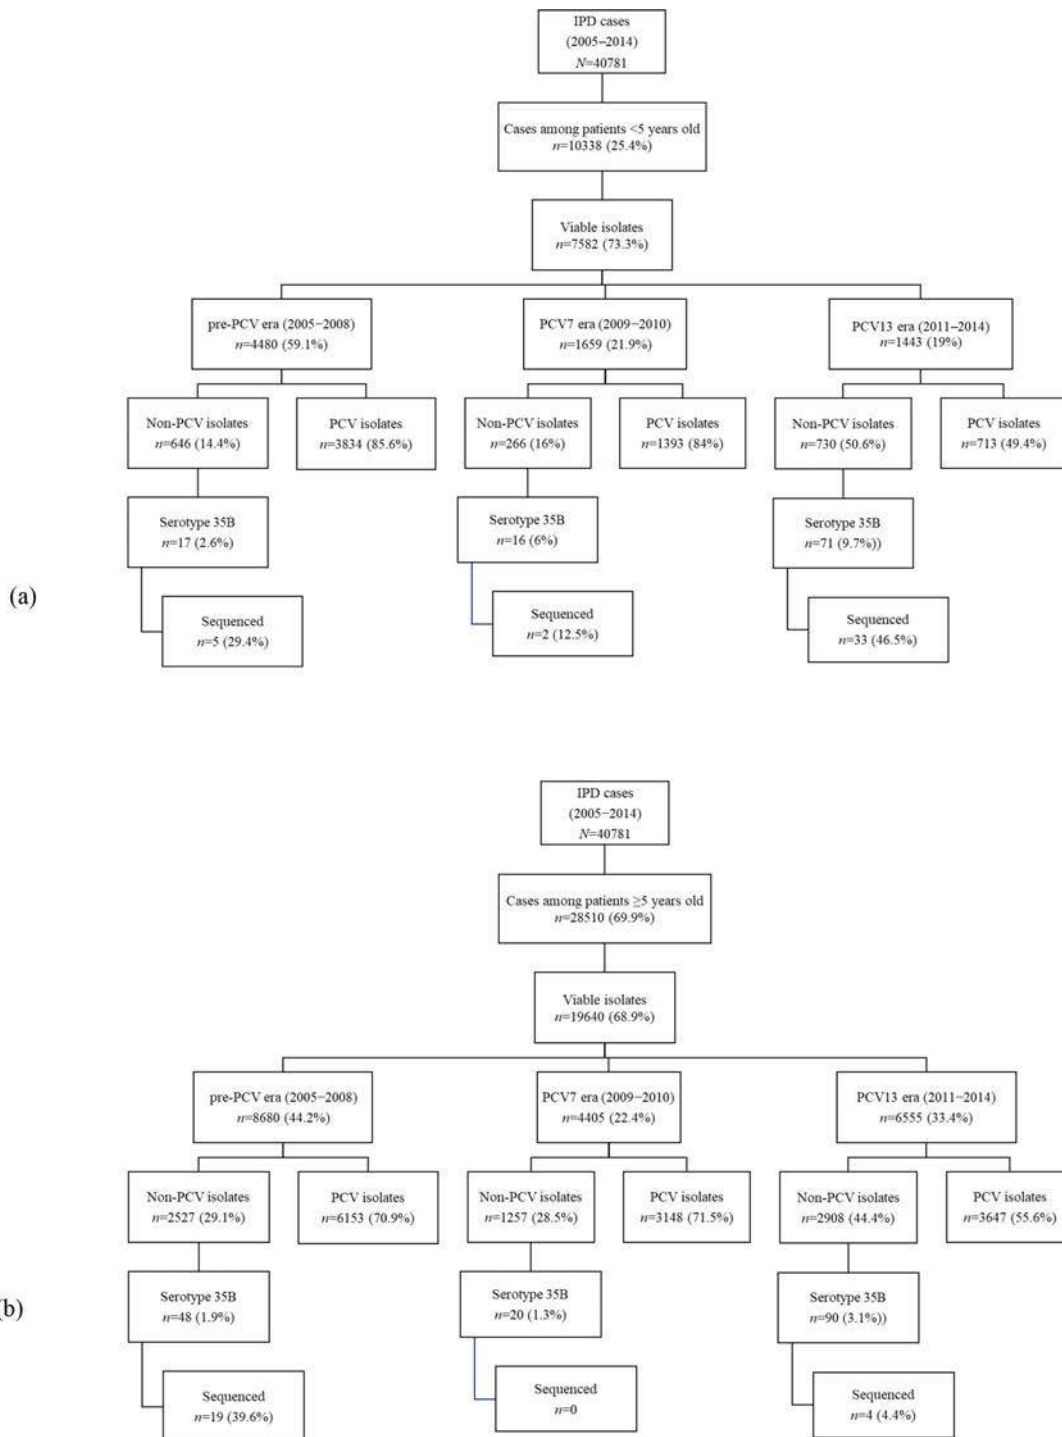 IPD cases
(2005–2014)
N=40781
Cases among patients <5 years old
n=10338 (25.4%)
Viable isolates
n=7582 (73.3%)
pre-PCV era (2005−2008)
n=4480 (59.1%)
PCV7 era (2009−2010)
n=1659 (21.9%)
PCV13 era (2011–2014)
n=1443 (19%)
Non-PCV isolates
n=646 (14.4%)
PCV isolates
n=3834 (85.6%)
Non-PCV isolates
n=266 (16%)
PCV isolates
n=1393 (84%)
Non-PCV isolates
n=730 (50.6%)
PCV isolates
n=713 (49.4%)
Serotype 35B
n=17 (2.6%)
Serotype 35B
n=16 (6%)
Serotype 35B
n=71 (9.7%))
(a)
Sequenced
n=5 (29.4%)
Sequenced
n=2 (12.5%)
Sequenced
n=33 (46.5%)
IPD cases
(2005−2014)
N=40781
Cases among patients ≥5 years old
n=28510 (69.9%)
Viable isolates
n=19640 (68.9%)
pre-PCV era (2005−2008)
n=8680 (44.2%)
PCV7 era (2009−2010)
n=4405 (22.4%)
PCV13 era (2011−2014)
n=6555 (33.4%)
Non-PCV isolates
n=2527 (29.1%)
PCV isolates
n=6153 (70.9%)
Non-PCV isolates
n=1257 (28.5%)
PCV isolates
n=3148 (71.5%)
Non-PCV isolates
n=2908 (44.4%)
PCV isolates
n=3647 (55.6%)
Serotype 35B
n=48 (1.9%)
Serotype 35B
n=20 (1.3%)
Serotype 35B
n=90 (3.1%))
(b)
Sequenced
n=19 (39.6%)
Sequenced
n=0
Sequenced
n=4 (4.4%)